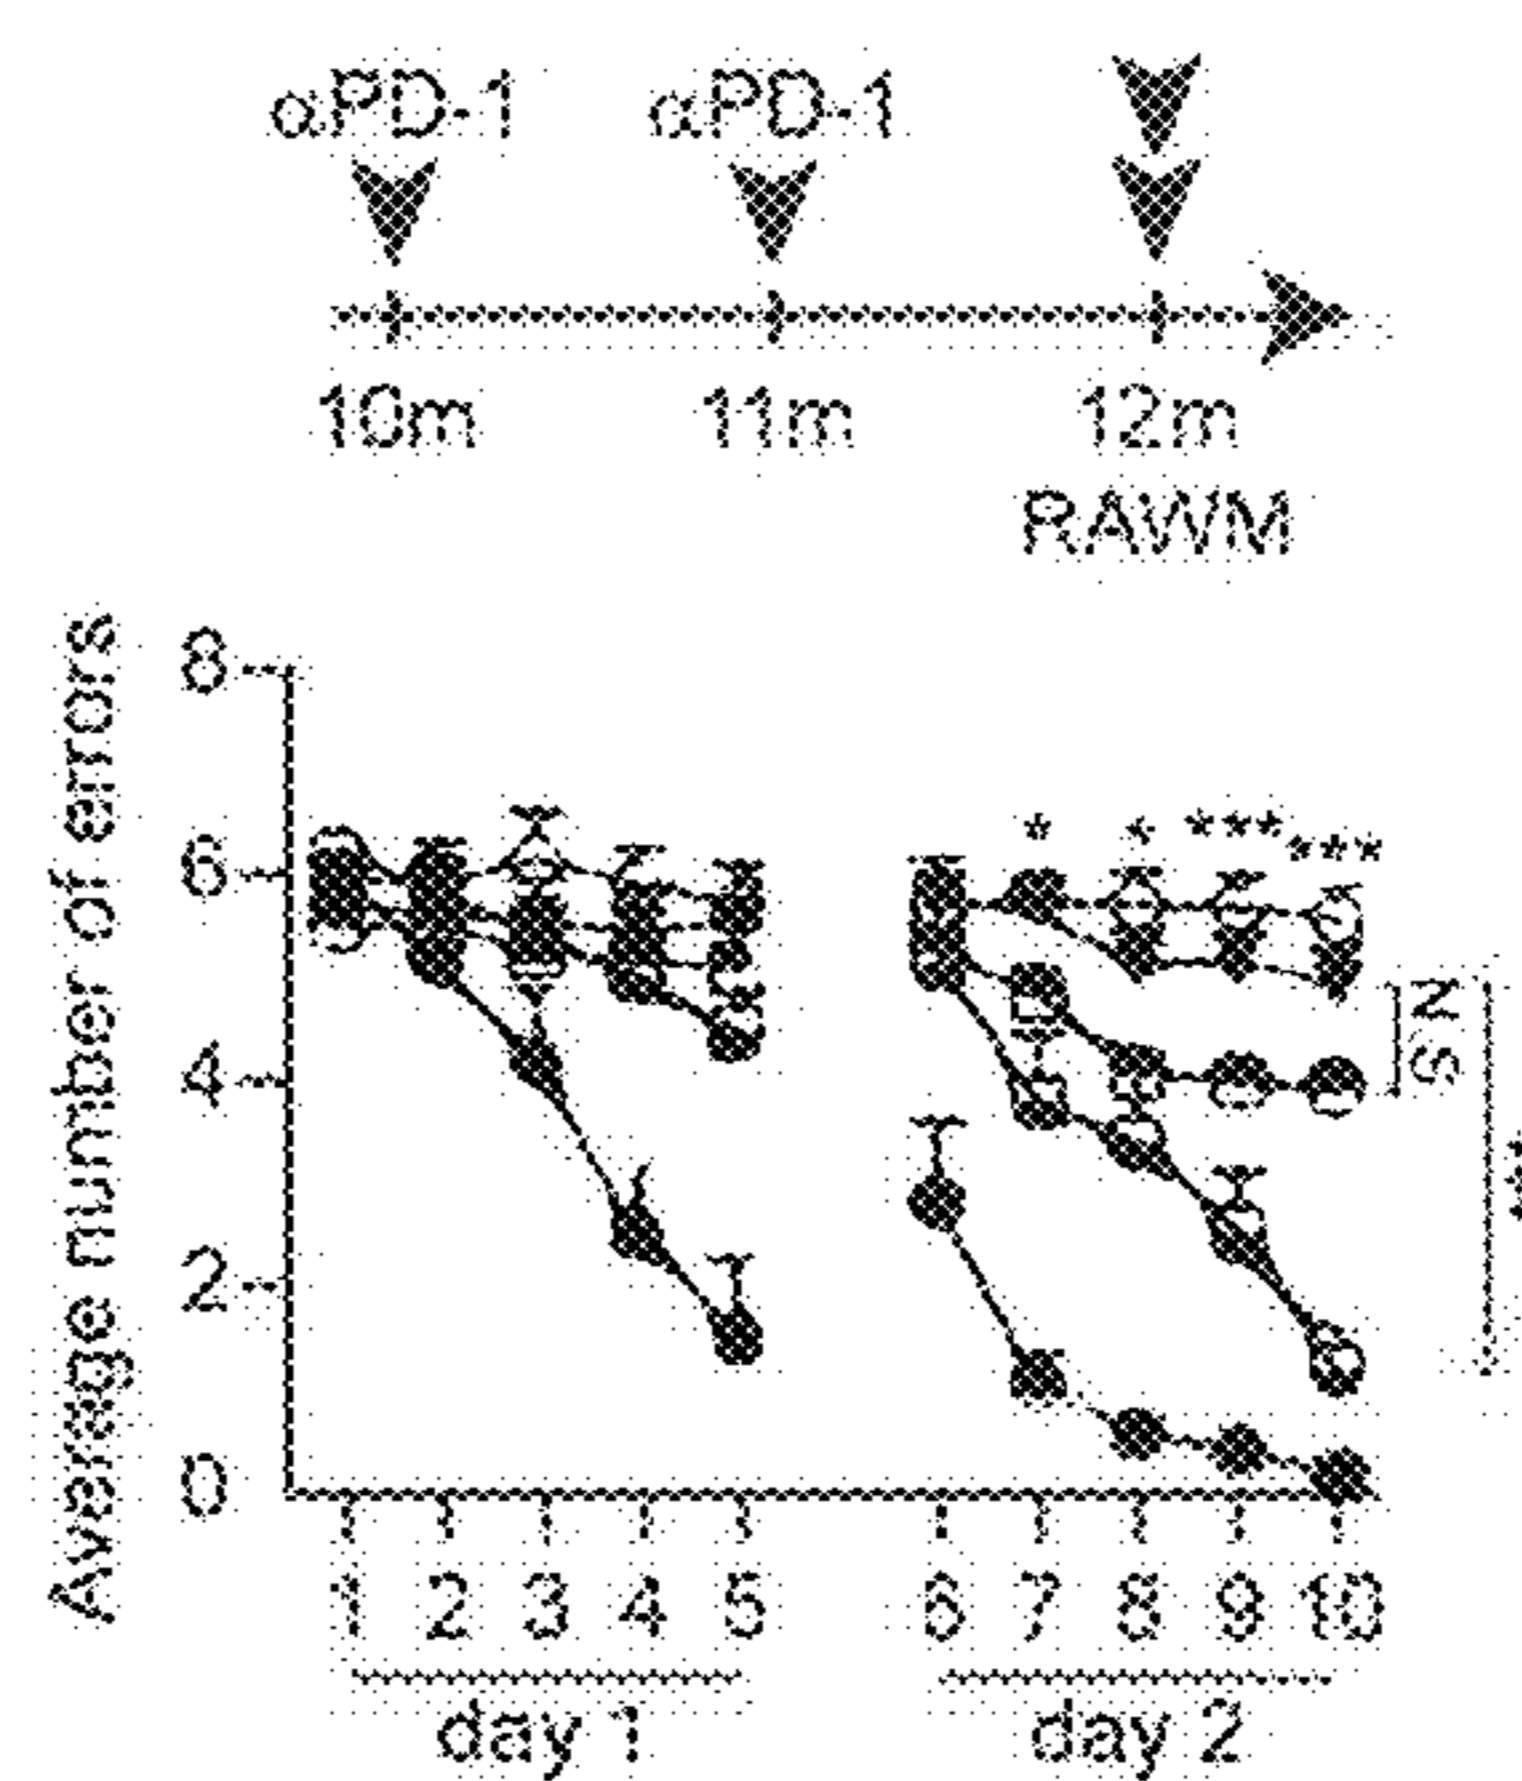 αPD-1 αPD-1
10m 11m 12m
RAWM
Average number of errors
8
6
4
2
0
* * *** ***
NS
***
1 2 3 4 5 6 7 8 9 10
day 1 day 2